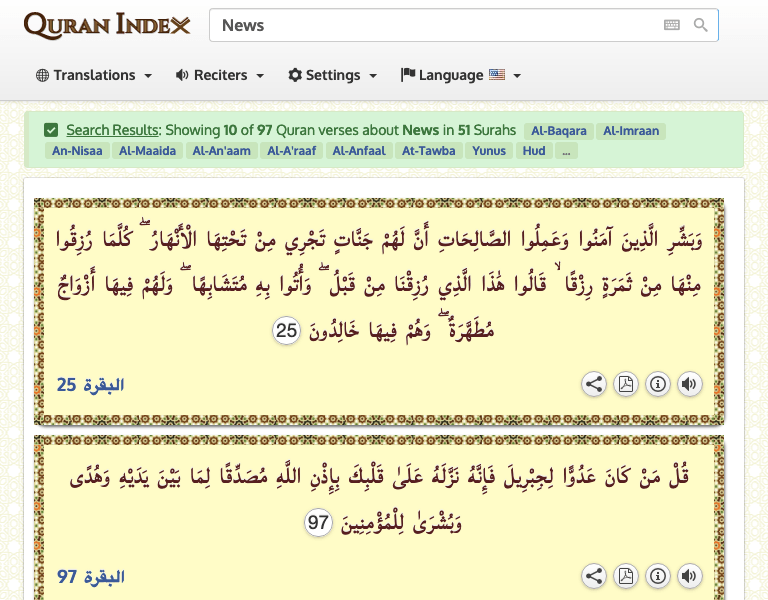 QURAN INDEX
News
Translations Reciters Settings Language
Search Results: Showing 10 of 97 Quran verses about News in 51 Surahs Al-Baqara Al-Imraan
An-Nisaa Al-Maaida Al-An'aam Al-A'raaf Al-Anfaal At-Tawba Yunus Hud ...
وَبَشِّرِ الَّذِينَ آمَنُوا وَعَمِلُوا الصَّالِحَاتِ أَنَّ لَهُمْ جَنَّاتٍ تَجْرِي مِنْ تَحْتِهَا الْأَنْهَارُ ۖ كُلَّمَا رُزِقُوا
مِنْهَا مِنْ ثَمَرَةٍ رِزْقًا ۙ قَالُوا هَٰذَا الَّذِي رُزِقْنَا مِنْ قَبْلُ ۖ وَأُتُوا بِهِ مُتَشَابِهًا ۖ وَلَهُمْ فِيهَا أَزْوَاجٌ
مُطَهَّرَةٌ ۖ وَهُمْ فِيهَا خَالِدُونَ 25
البقرة 25
قُلْ مَنْ كَانَ عَدُوًّا لِجِبْرِيلَ فَإِنَّهُ نَزَّلَهُ عَلَىٰ قَلْبِكَ بِإِذْنِ اللَّهِ مُصَدِّقًا لِمَا بَيْنَ يَدَيْهِ وَهُدًى
وَبُشْرَىٰ لِلْمُؤْمِنِينَ 97
البقرة 97